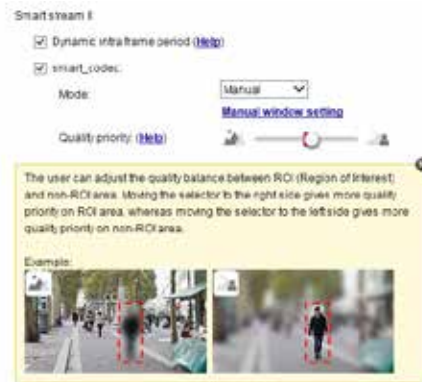 Smart stream II
Dynamic intra frame period (Help)
smart_codec:
Mode: Manual
Manual window setting
Quality priority: (Help)
The user can adjust the quality balance between ROI (Region of Interest)
and non-ROI area. Moving the selector to the right side gives more quality
priority on ROI area, whereas moving the selector to the left side gives more
quality priority on non-ROI area.
Example: